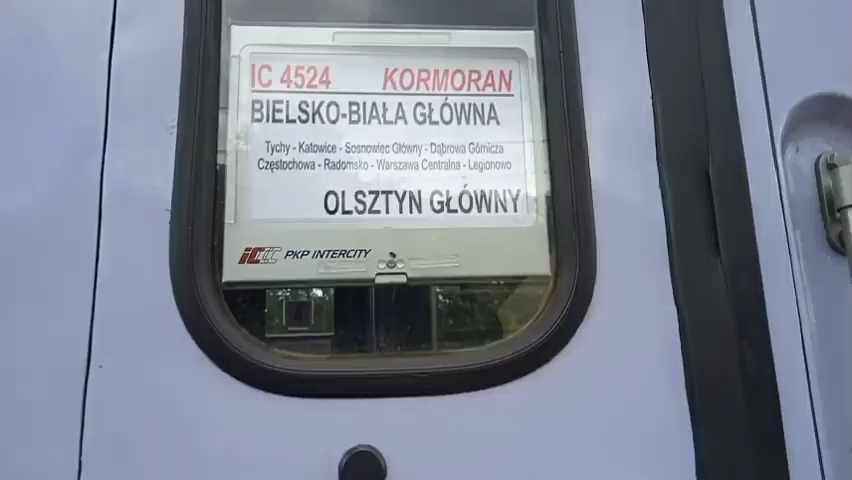 IC 4524 KORMORAN
BIELSKO-BIAŁA GŁÓWNA
Tychy - Katowice - Sosnowiec Główny - Dąbrowa Górnicza
Częstochowa - Radomsko - Warszawa Centralna - Legionowo
OLSZTYN GŁÓWNY
IC PKP INTERCITY